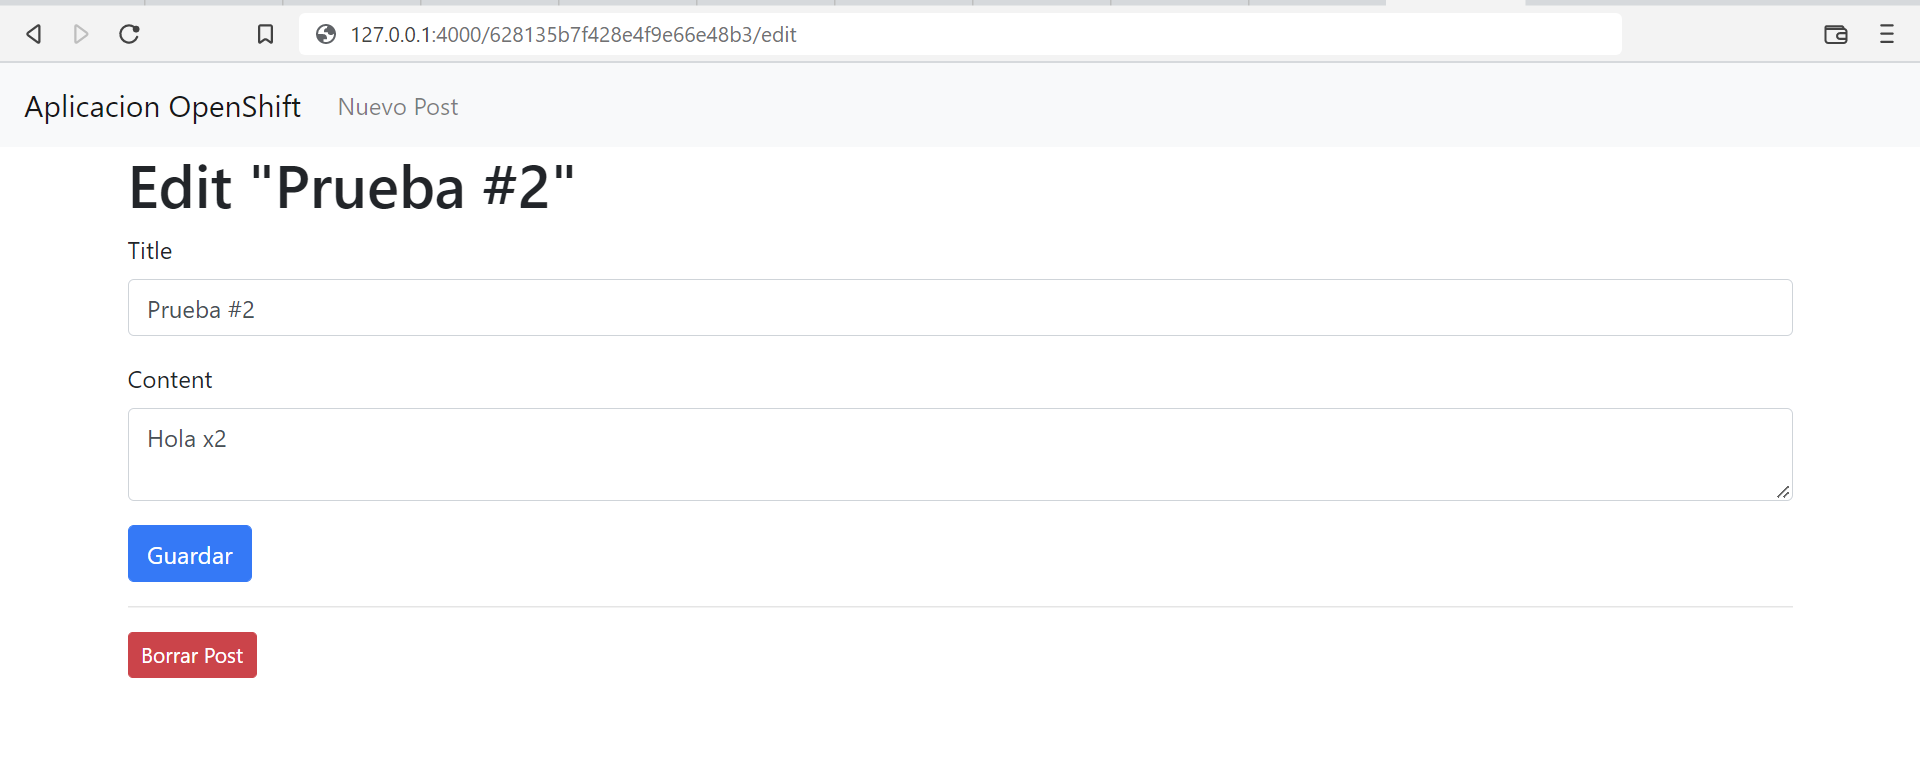 127.0.0.1:4000/628135b7f428e4f9e66e48b3/edit
Aplicacion OpenShift Nuevo Post
Edit "Prueba #2"
Title
Prueba #2
Content
Hola x2
Guardar
Borrar Post